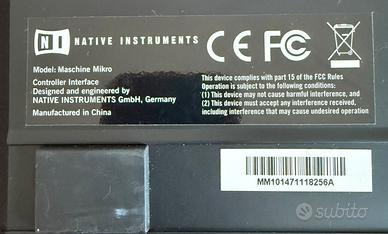 NI NATIVE INSTRUMENTS
CE FC
Model: Maschine Mikro
Controller Interface
Designed and engineered by
NATIVE INSTRUMENTS GmbH, Germany
Manufactured in China
This device complies with part 15 of the FCC Rules
Operation is subject to the following conditions:
(1) This device may not cause harmful interference, and
(2) This device must accept any interference received,
including interference that may cause undesired operation
MM101471118256A
subito